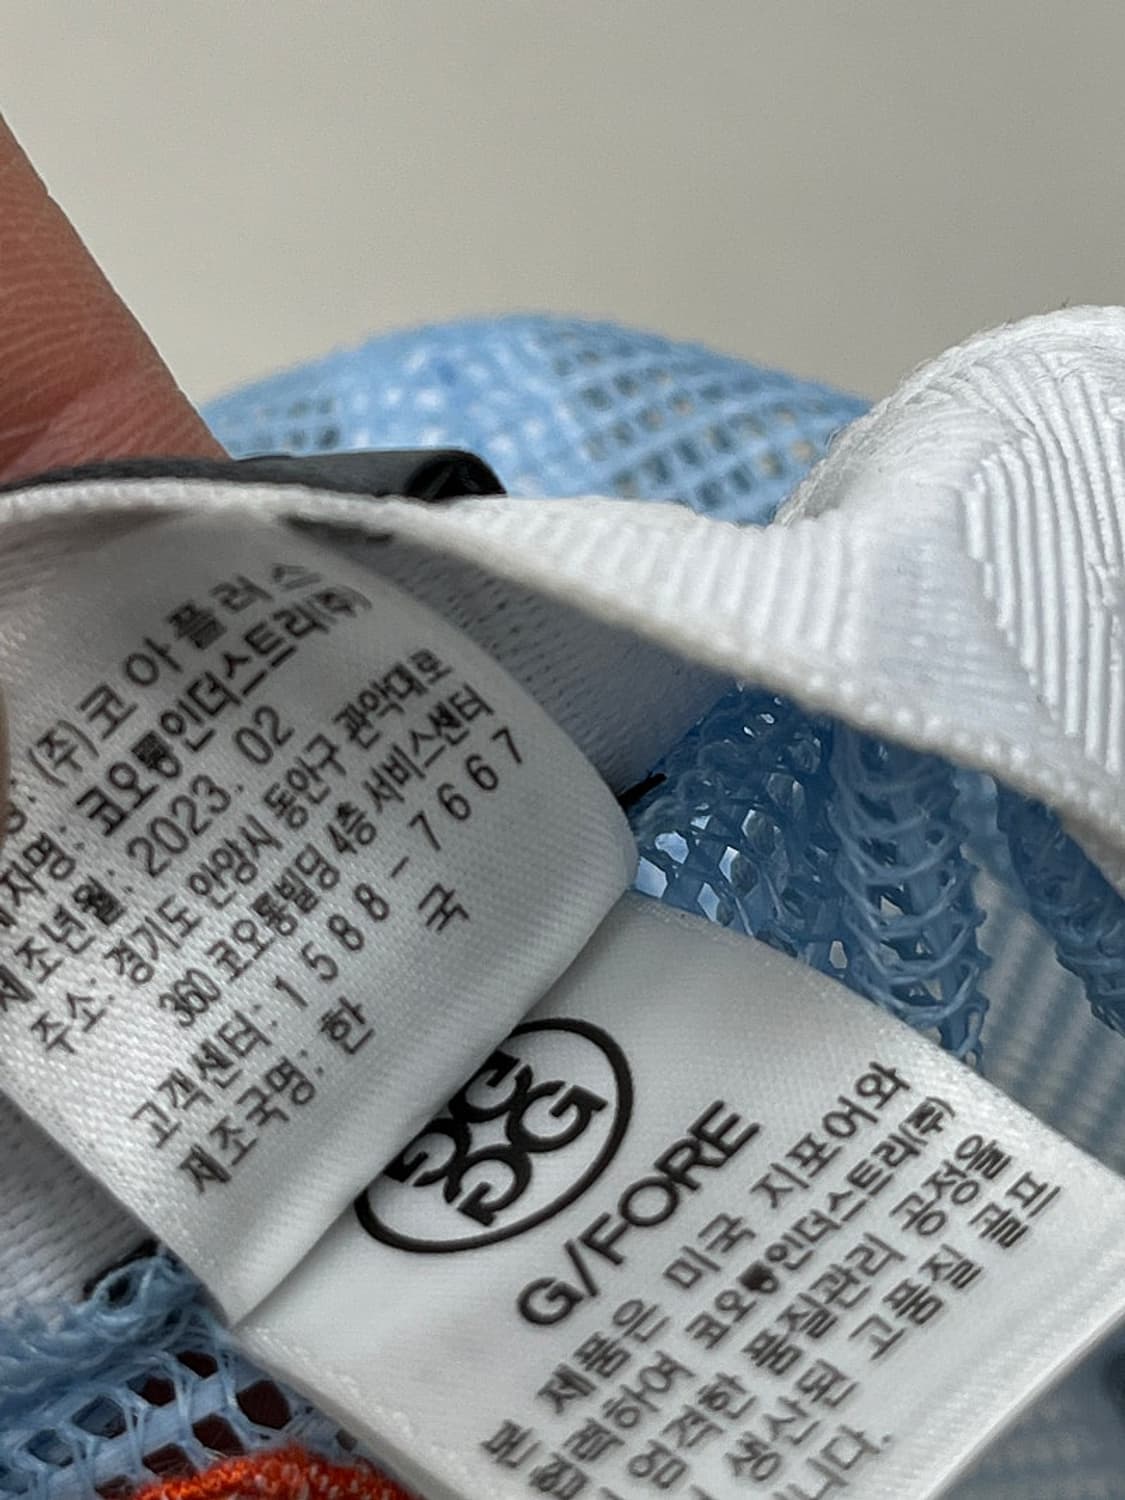 (주)코아플러스
자명: 코오롱인더스트리(주)
제조년월: 2023. 02
주소: 경기도 안양시 동안구 관악대로
360 코오롱빌딩 4층 서비스센터
고객센터: 1588-7667
제조국명: 한 국
G/FORE
본 제품은 미국 지포어와
협력하여 코오롱인더스트리(주)
엄격한 품질관리 공정을
생산된 고품질 골프
니다.